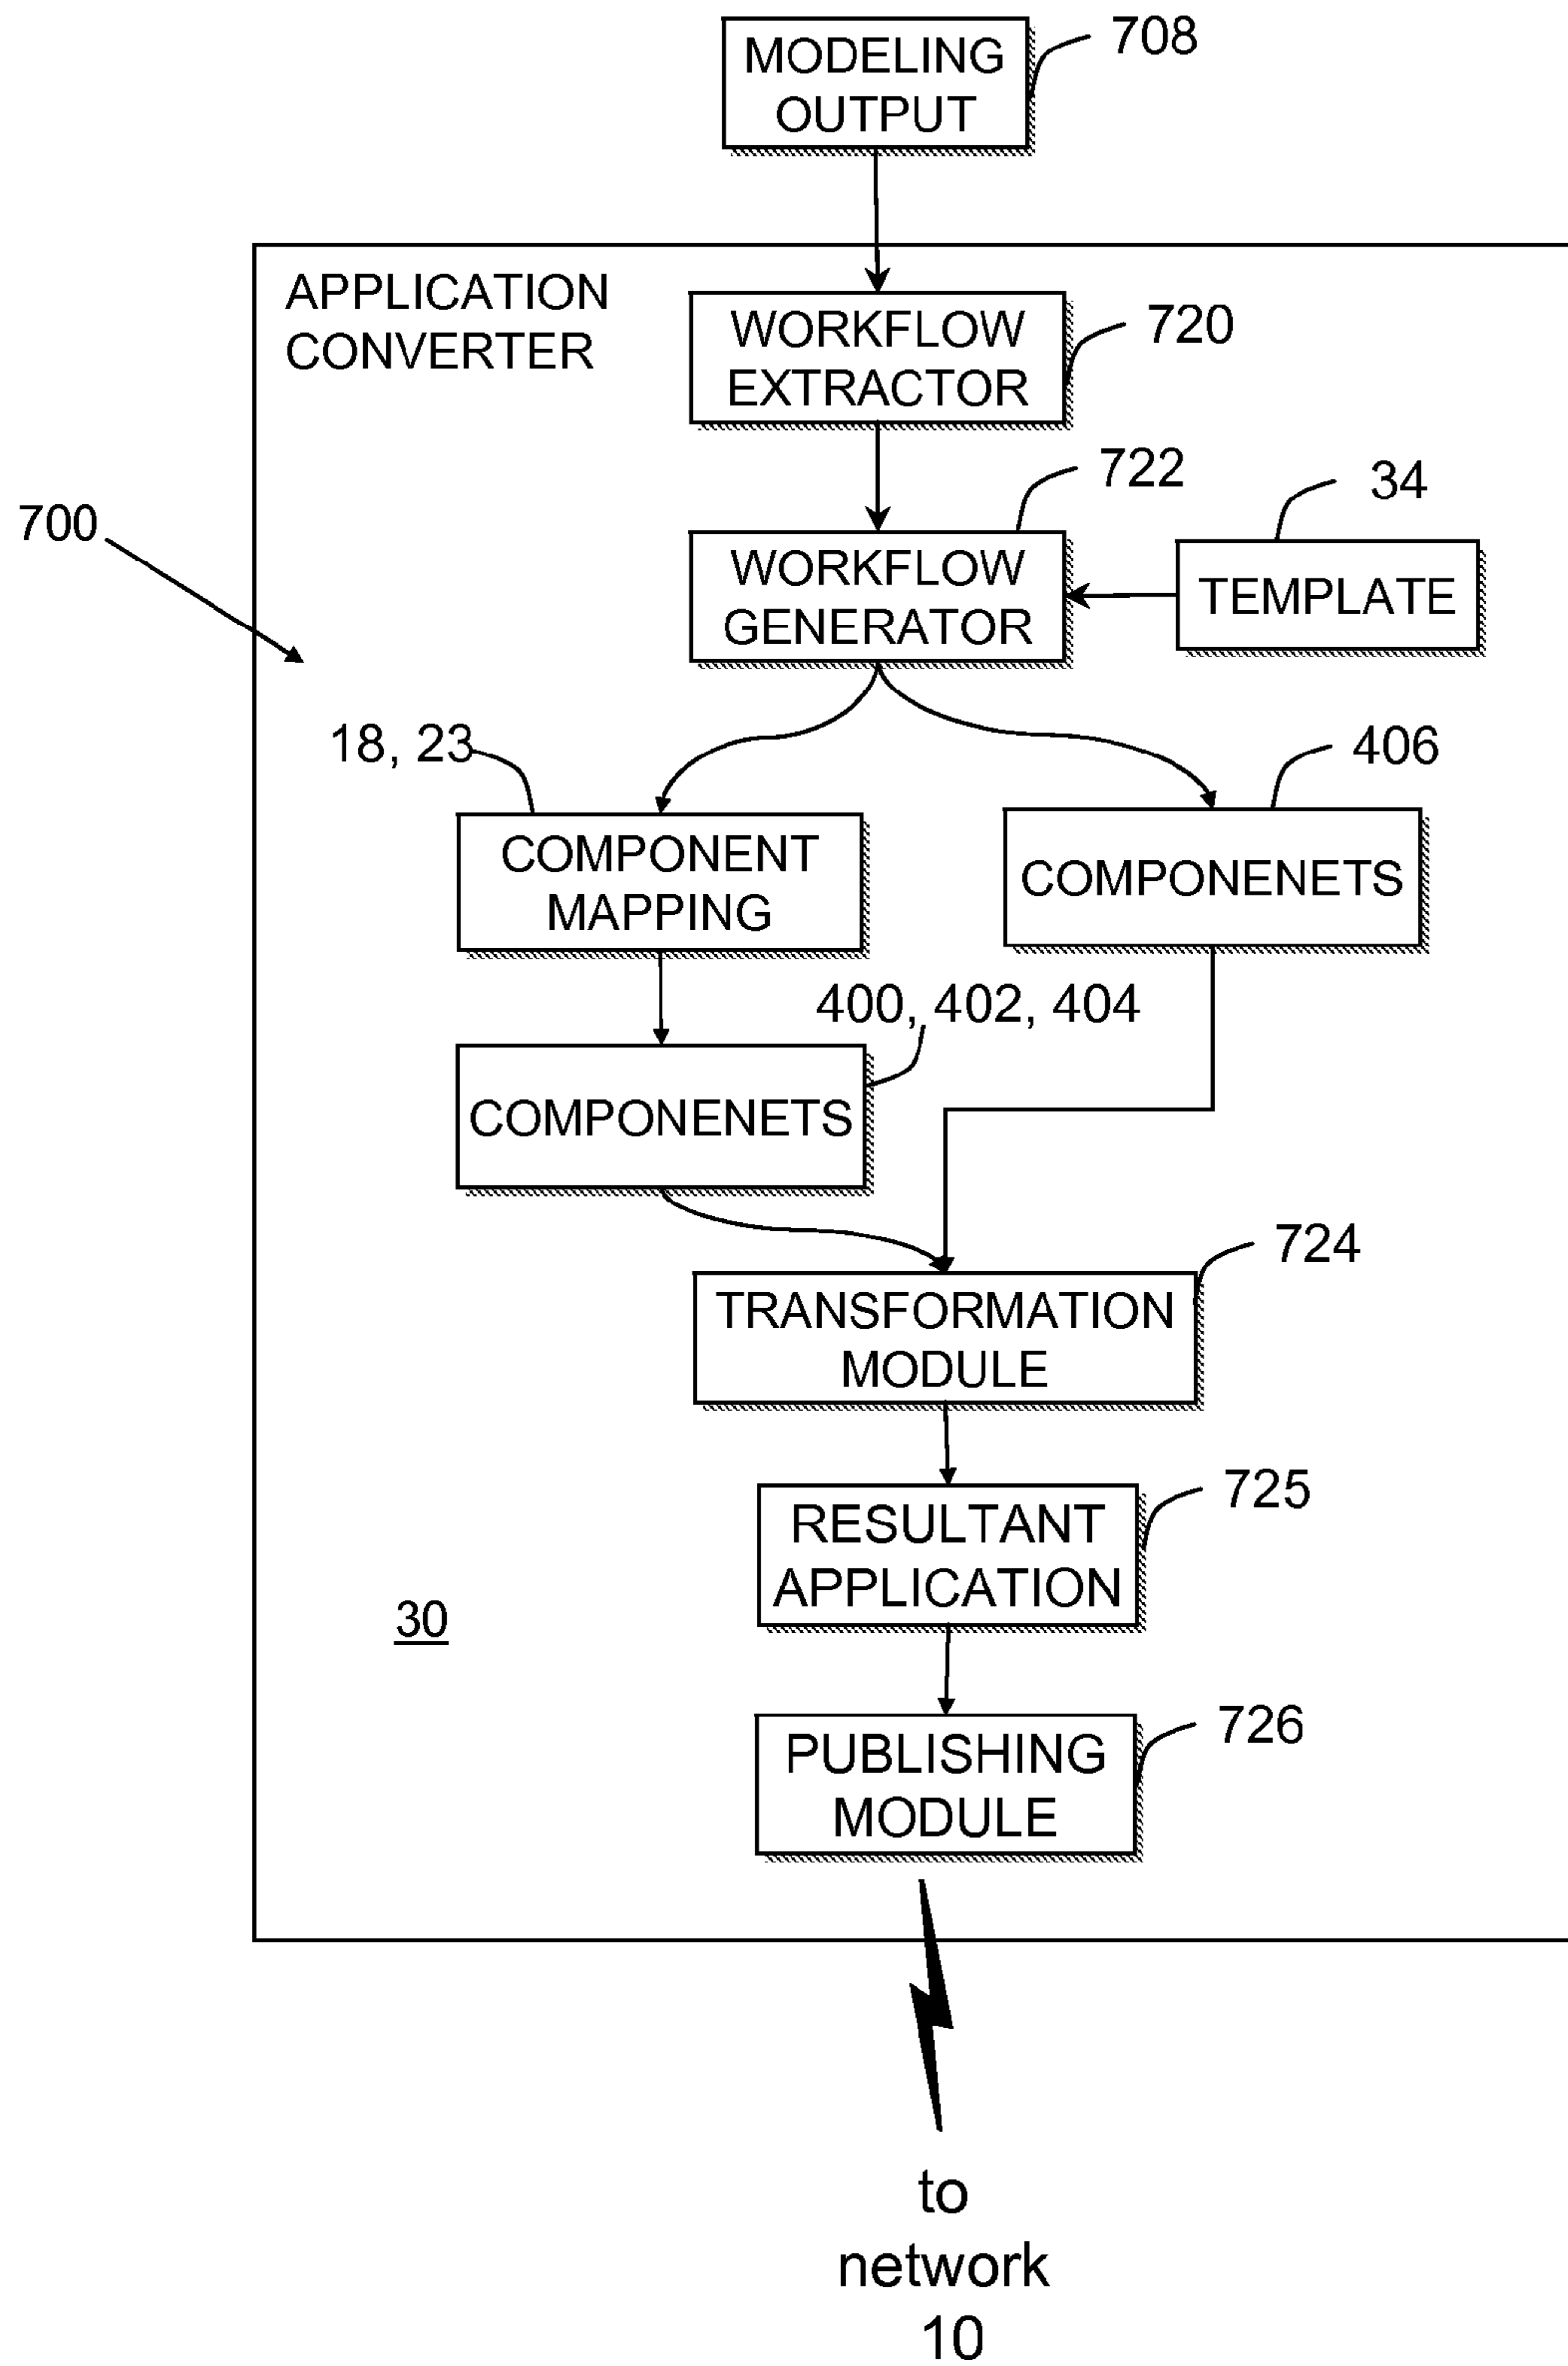 MODELING
OUTPUT
708
APPLICATION
CONVERTER
WORKFLOW
EXTRACTOR
720
722
34
700
WORKFLOW
GENERATOR
TEMPLATE
18, 23
406
COMPONENT
MAPPING
COMPONENETS
400, 402, 404
COMPONENETS
724
TRANSFORMATION
MODULE
725
RESULTANT
APPLICATION
30
726
PUBLISHING
MODULE
to
network
10